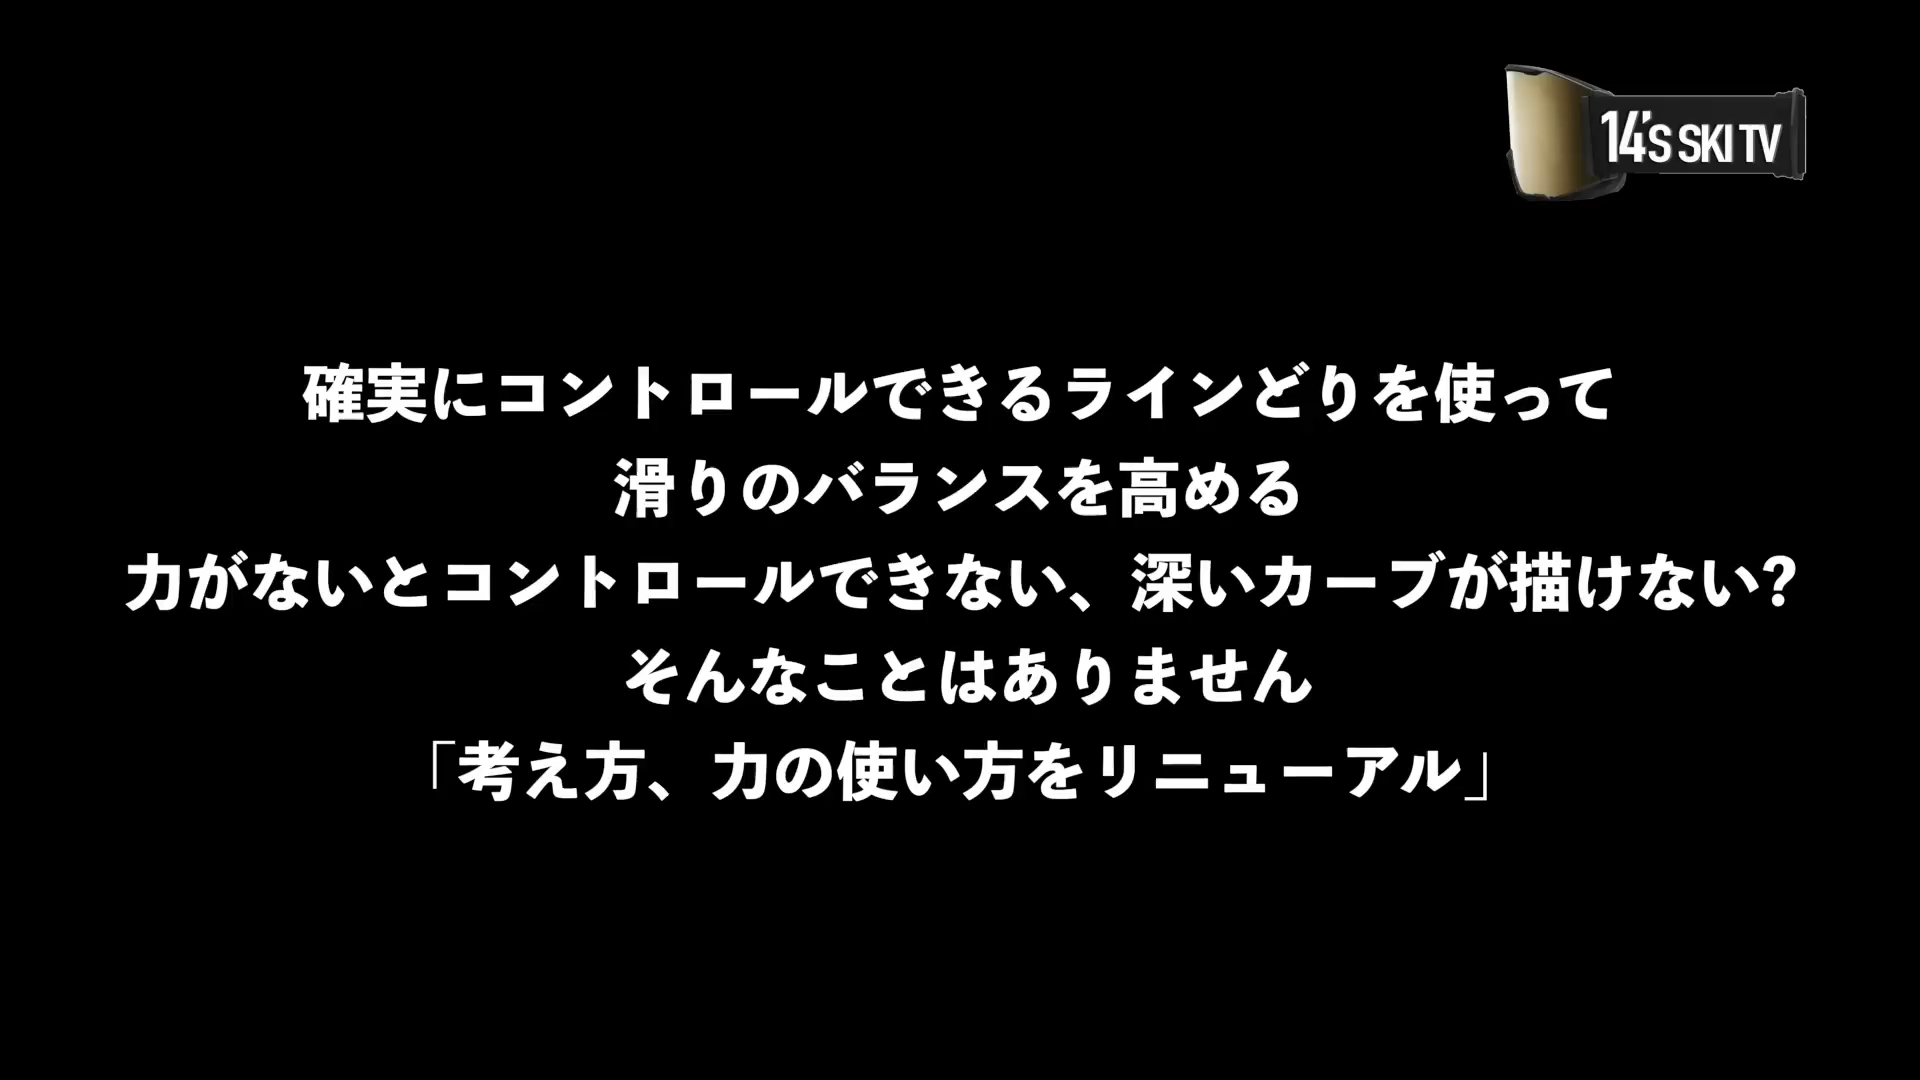 14'S SKI TV
確実にコントロールできるラインどりを使って
滑りのバランスを高める
力がないとコントロールできない、深いカーブが描けない?
そんなことはありません
「考え方、力の使い方をリニューアル」